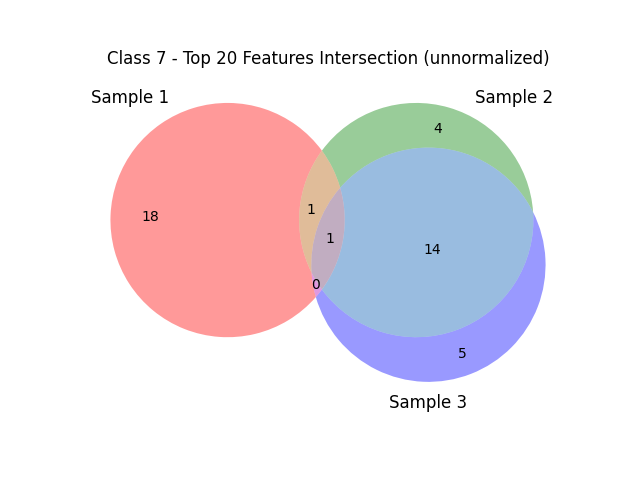 Class 7 - Top 20 Features Intersection (unnormalized)
Sample 1
Sample 2
4
18
1
1
14
0
5
Sample 3